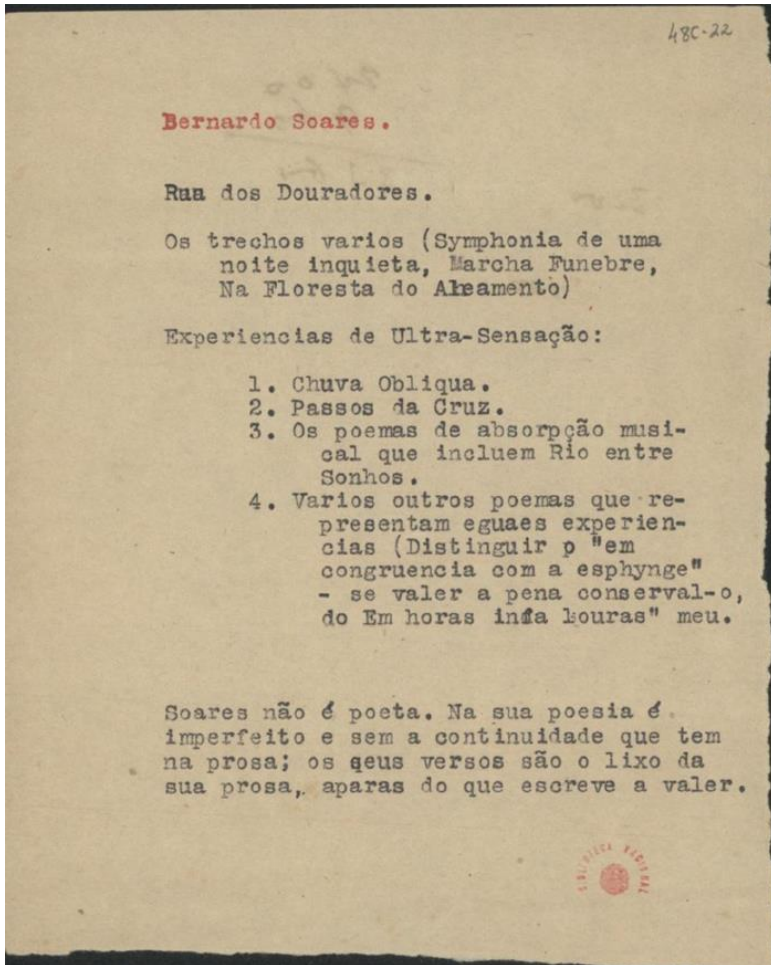 48C-22
Bernardo Soares.
Rua dos Douradores.
Os trechos varios (Symphonia de uma
noite inquieta, Marcha Funebre,
Na Floresta do Alheamento)
Experiencias de Ultra-Sensação:
1. Chuva Obliqua.
2. Passos da Cruz.
3. Os poemas de absorpção musi-
cal que incluem Rio entre
Sonhos.
4. Varios outros poemas que re-
presentam eguaes experien-
cias (Distinguir o "em
congruencia com a esphynge"
- se valer a pena conserval-o,
do Em horas louras" meu.
Soares não é poeta. Na sua poesia é
imperfeito e sem a continuidade que tem
na prosa; os qeus versos são o lixo da
sua prosa, aparas do que escreve a valer.
BIBLIOTECA NACIONAL